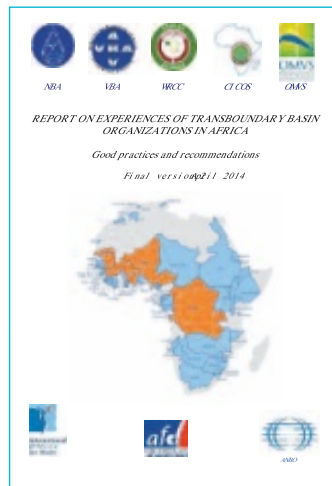 NBA VBA WRCC CICOS OMVS
REPORT ON EXPERIENCES OF TRANSBOUNDARY BASIN
ORGANIZATIONS IN AFRICA
Good practices and recommendations
Final version April 2014
afd
ANBO